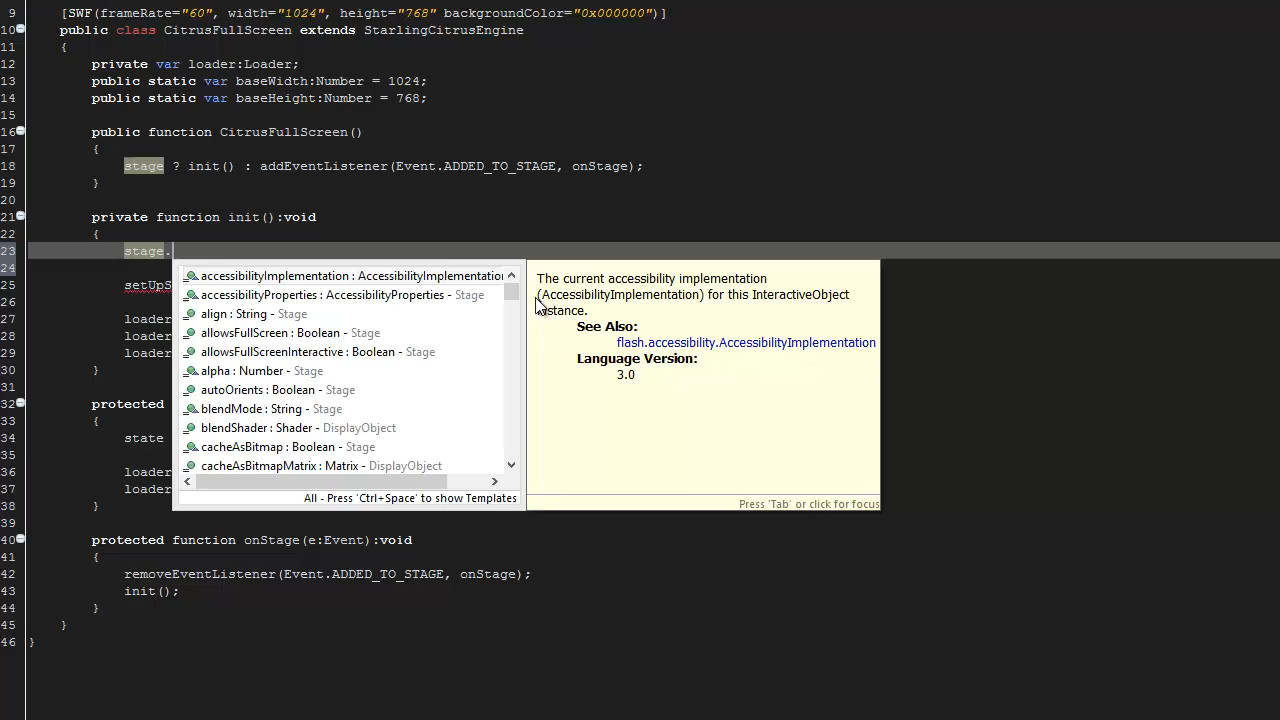 9 [SWF(frameRate="60", width="1024", height="768" backgroundColor="0x000000")]
10 public class CitrusFullScreen extends StarlingCitrusEngine
11 {
12 private var loader:Loader;
13 public static var baseWidth:Number = 1024;
14 public static var baseHeight:Number = 768;
15
16 public function CitrusFullScreen()
17 {
18 stage ? init() : addEventListener(Event.ADDED_TO_STAGE, onStage);
19 }
20
21 private function init():void
22 {
23 stage.
24
25 setUpS
26
27 loader
28 loader
29 loader
30 }
31
32 protected
33 {
34 state
35
36 loader
37 loader
38 }
39
40 protected function onStage(e:Event):void
41 {
42 removeEventListener(Event.ADDED_TO_STAGE, onStage);
43 init();
44 }
45 }
46 }
accessibilityImplementation : AccessibilityImplementation
accessibilityProperties : AccessibilityProperties - Stage
align : String - Stage
allowsFullScreen : Boolean - Stage
allowsFullScreenInteractive : Boolean - Stage
alpha : Number - Stage
autoOrients : Boolean - Stage
blendMode : String - Stage
blendShader : Shader - DisplayObject
cacheAsBitmap : Boolean - Stage
cacheAsBitmapMatrix : Matrix - DisplayObject
All - Press 'Ctrl+Space' to show Templates
The current accessibility implementation
(AccessibilityImplementation) for this InteractiveObject
instance.
See Also:
flash.accessibility.AccessibilityImplementation
Language Version:
3.0
Press 'Tab' or click for focus